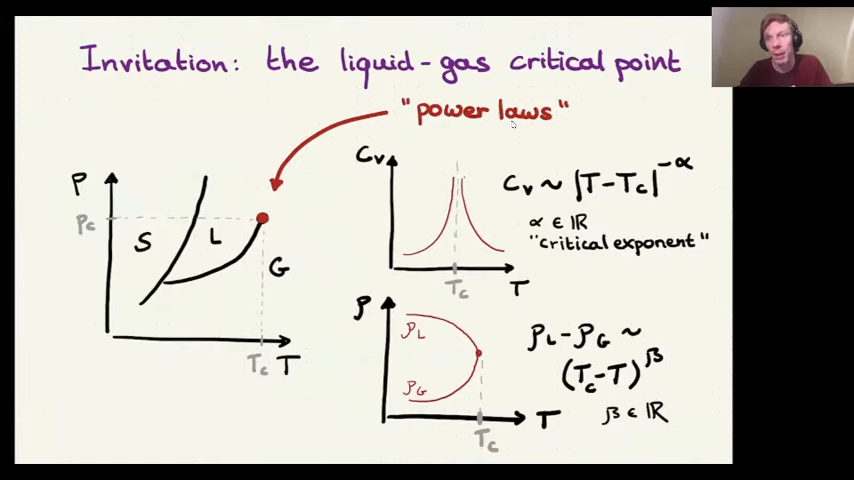 Invitation: the liquid-gas critical point
"power laws"
P
Pc
S
L
G
Tc
T
Cv
Cv ~ |T-Tc|^-α
α ∈ ℝ
"critical exponent"
Tc
T
ρ
ρL
ρG
ρL-ρG ~
(Tc-T)^β
β ∈ ℝ
Tc
T